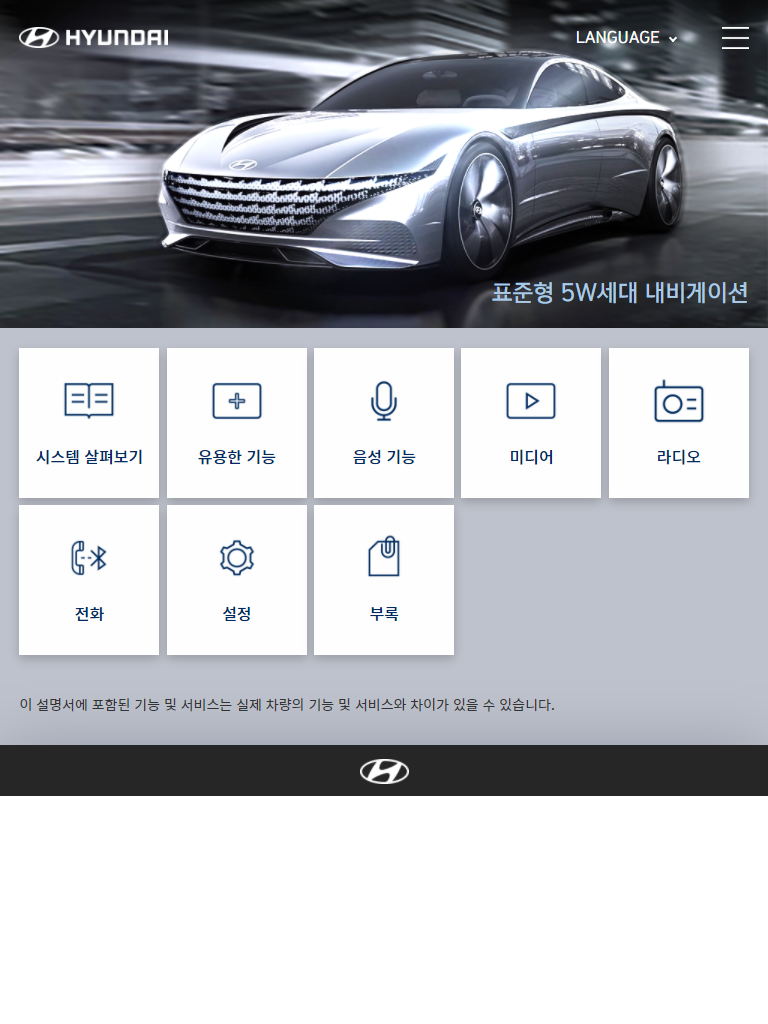 HYUNDAI
LANGUAGE
표준형 5W세대 내비게이션
시스템 살펴보기
유용한 기능
음성 기능
미디어
라디오
전화
설정
부록
이 설명서에 포함된 기능 및 서비스는 실제 차량의 기능 및 서비스와 차이가 있을 수 있습니다.